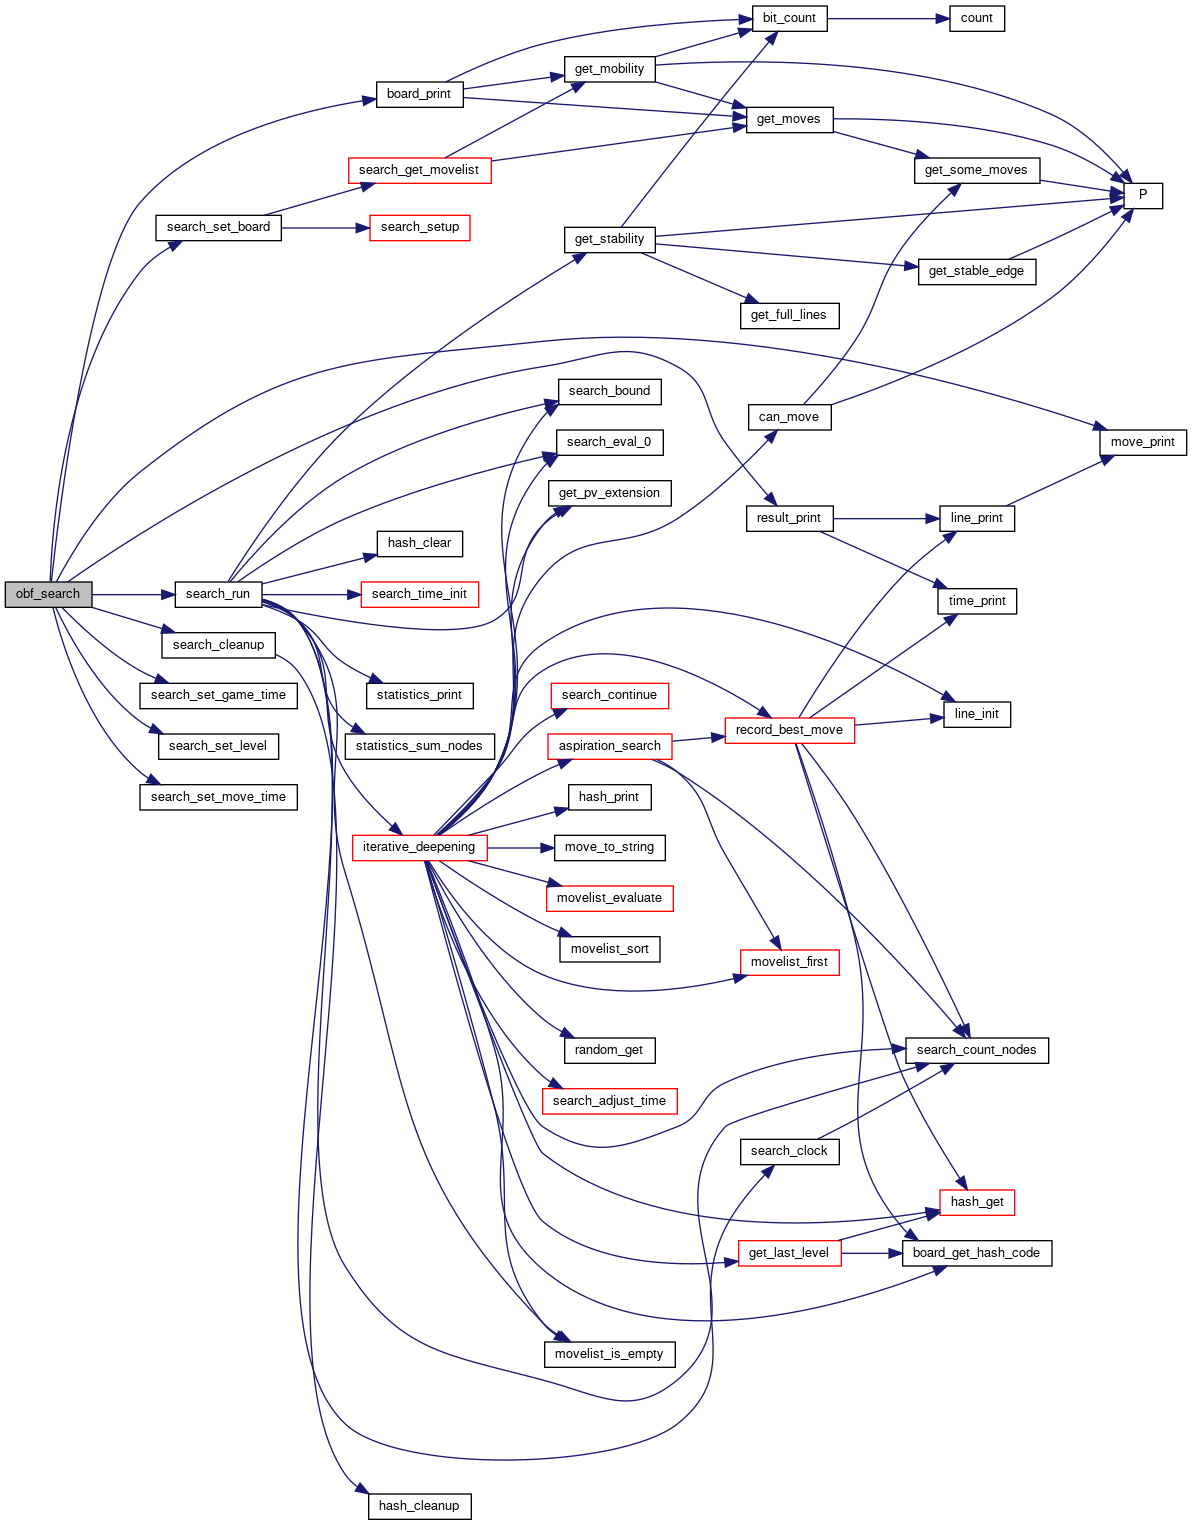 bit_count
count
get_mobility
board_print
get_moves
search_get_movelist
get_some_moves
P
search_set_board
search_setup
get_stability
get_stable_edge
get_full_lines
search_bound
can_move
search_eval_0
move_print
get_pv_extension
result_print
line_print
hash_clear
obf_search
search_run
search_time_init
time_print
search_cleanup
search_set_game_time
statistics_print
search_continue
line_init
record_best_move
search_set_level
statistics_sum_nodes
aspiration_search
search_set_move_time
hash_print
iterative_deepening
move_to_string
movelist_evaluate
movelist_sort
movelist_first
random_get
search_count_nodes
search_adjust_time
search_clock
hash_get
get_last_level
board_get_hash_code
movelist_is_empty
hash_cleanup